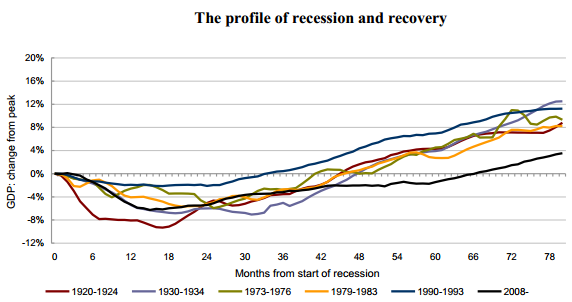 The profile of recession and recovery
20%
16%
12%
8%
4%
0%
-4%
-8%
-12%
GDP: change from peak
0 6 12 18 24 30 36 42 48 54 60 66 72 78
Months from start of recession
1920-1924 1930-1934 1973-1976 1979-1983 1990-1993 2008-